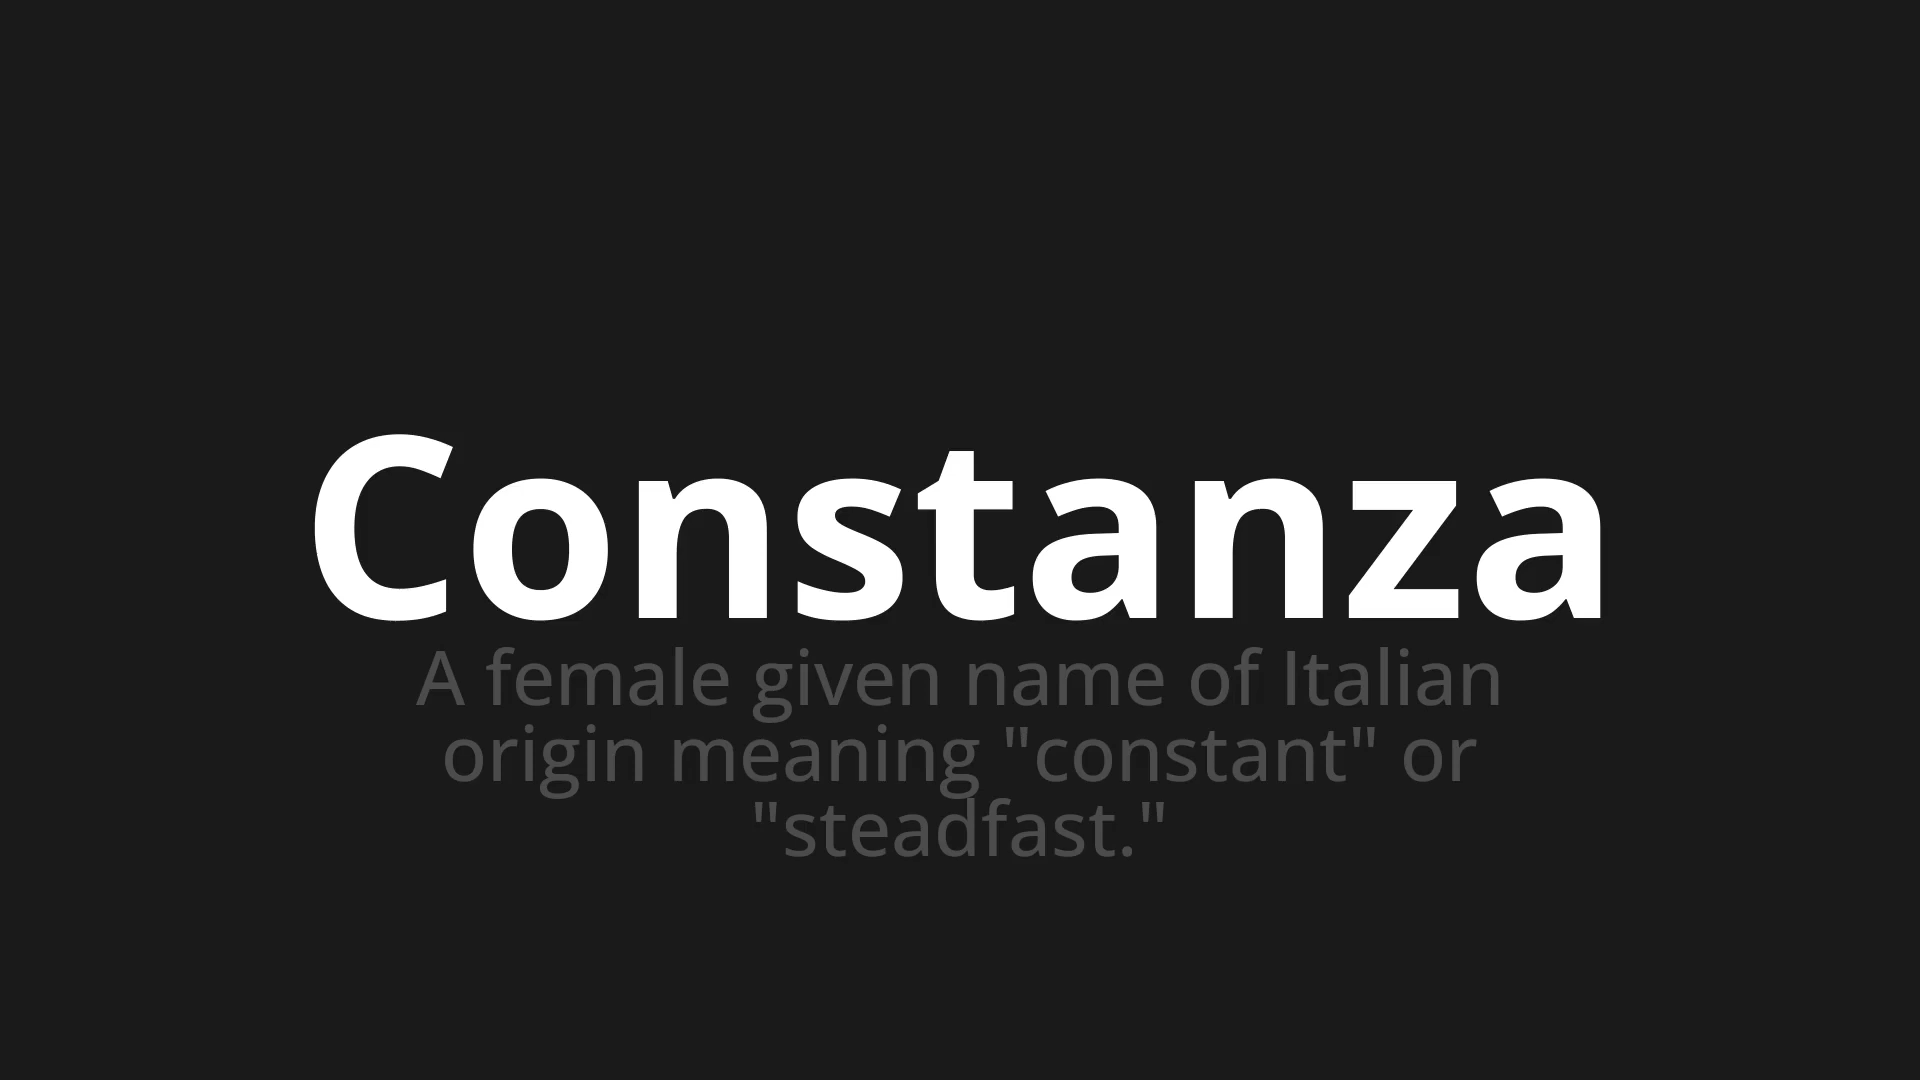 Constanza
A female given name of Italian
origin meaning "constant" or
"steadfast."